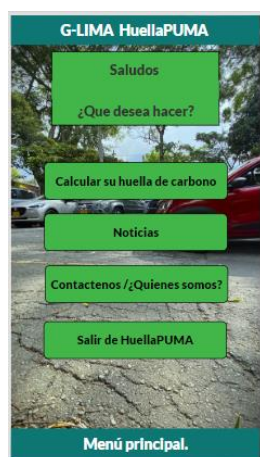 G-LIMA HuellaPUMA
Saludos
¿Que desea hacer?
Calcular su huella de carbono
Noticias
Contactenos /¿Quienes somos?
Salir de HuellaPUMA
Menú principal.